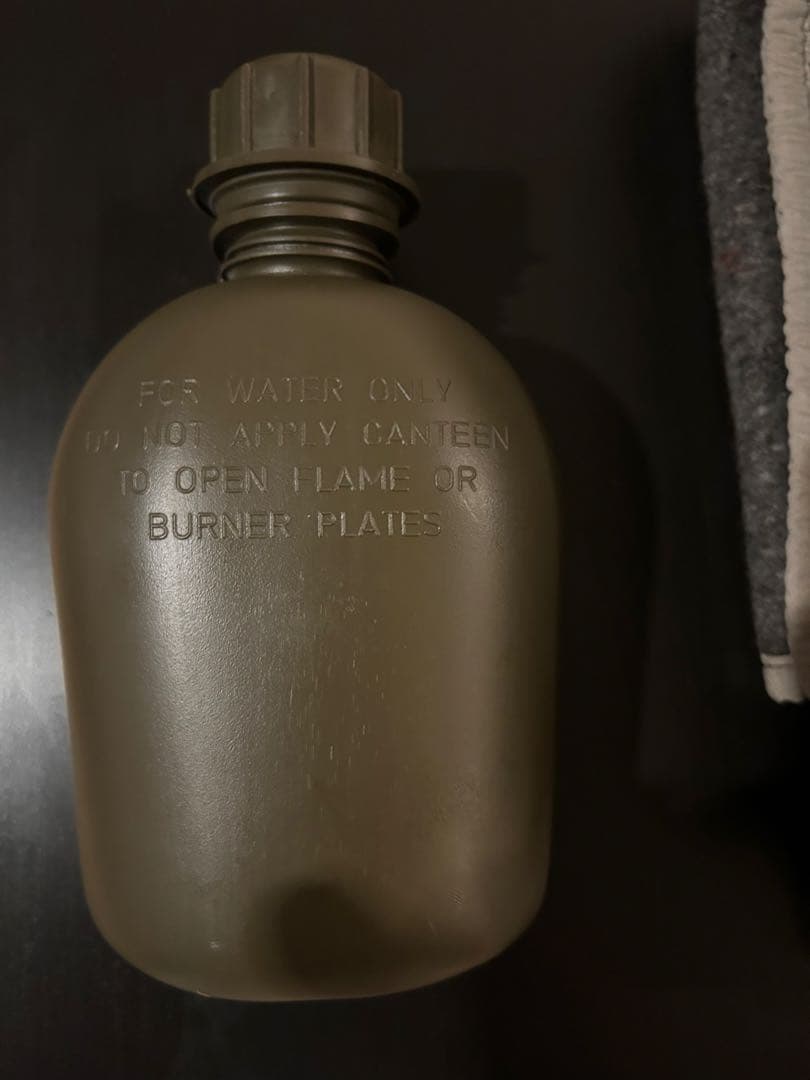 FOR WATER ONLY
DO NOT APPLY CANTEEN
TO OPEN FLAME OR
BURNER PLATES